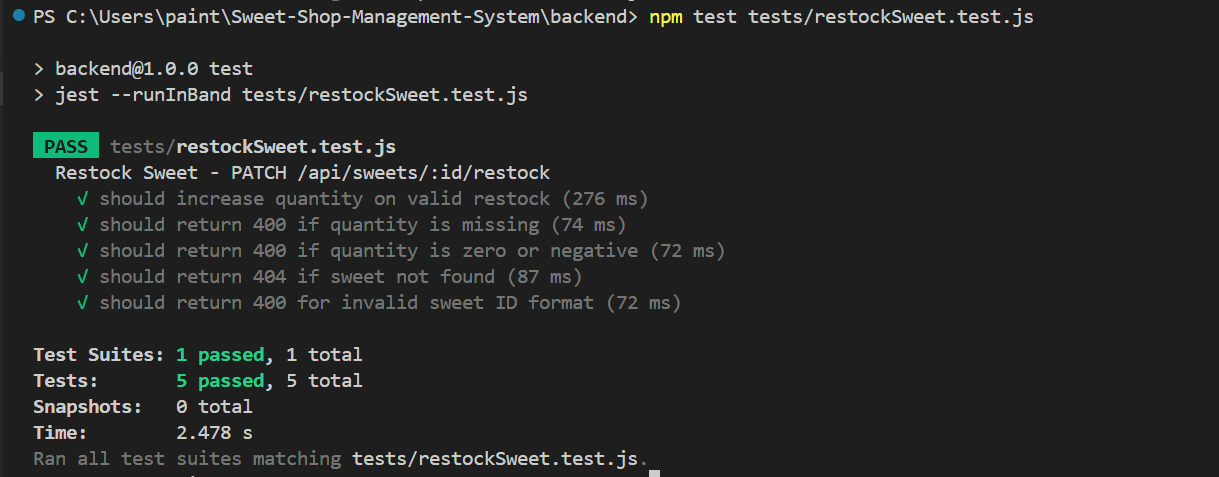 PS C:\Users\paint\Sweet-Shop-Management-System\backend> npm test tests/restockSweet.test.js
> backend@1.0.0 test
> jest --runInBand tests/restockSweet.test.js
PASS tests/restockSweet.test.js
Restock Sweet - PATCH /api/sweets/:id/restock
√ should increase quantity on valid restock (276 ms)
√ should return 400 if quantity is missing (74 ms)
√ should return 400 if quantity is zero or negative (72 ms)
√ should return 404 if sweet not found (87 ms)
√ should return 400 for invalid sweet ID format (72 ms)
Test Suites: 1 passed, 1 total
Tests: 5 passed, 5 total
Snapshots: 0 total
Time: 2.478 s
Ran all test suites matching tests/restockSweet.test.js.